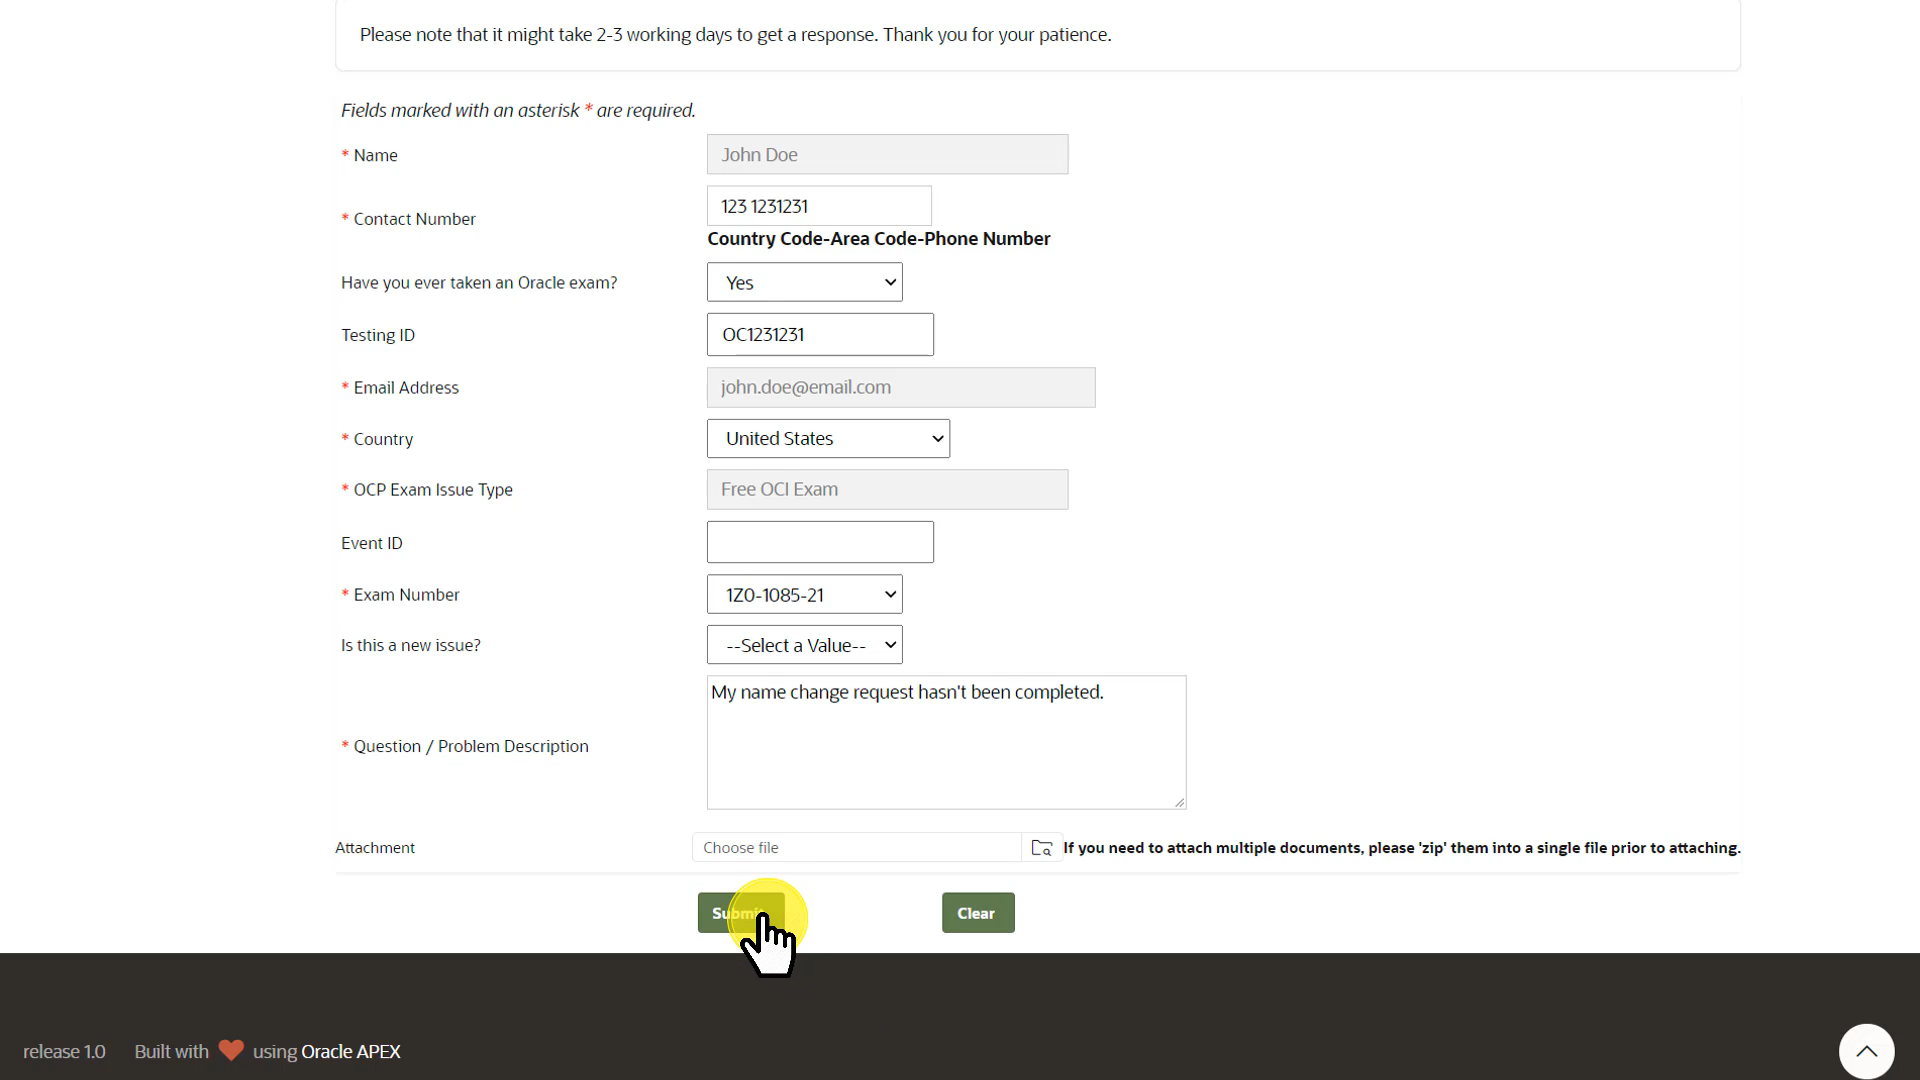 Please note that it might take 2-3 working days to get a response. Thank you for your patience.
Fields marked with an asterisk * are required.
* Name John Doe
* Contact Number 123 1231231
Country Code-Area Code-Phone Number
Have you ever taken an Oracle exam? Yes
Testing ID OC1231231
* Email Address john.doe@email.com
* Country United States
* OCP Exam Issue Type Free OCI Exam
Event ID
* Exam Number 1Z0-1085-21
Is this a new issue? --Select a Value--
My name change request hasn't been completed.
* Question / Problem Description
Attachment Choose file If you need to attach multiple documents, please 'zip' them into a single file prior to attaching.
Submit Clear
release 1.0 Built with ❤ using Oracle APEX